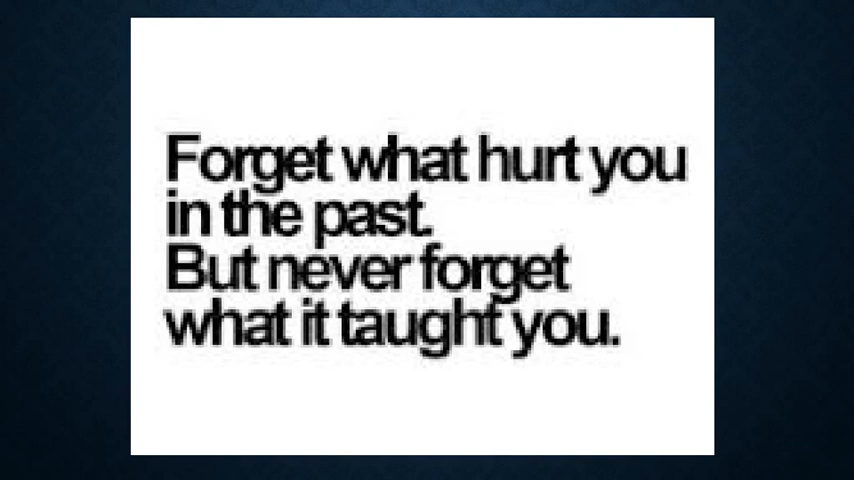 Forget what hurt you
in the past.
But never forget
what it taught you.